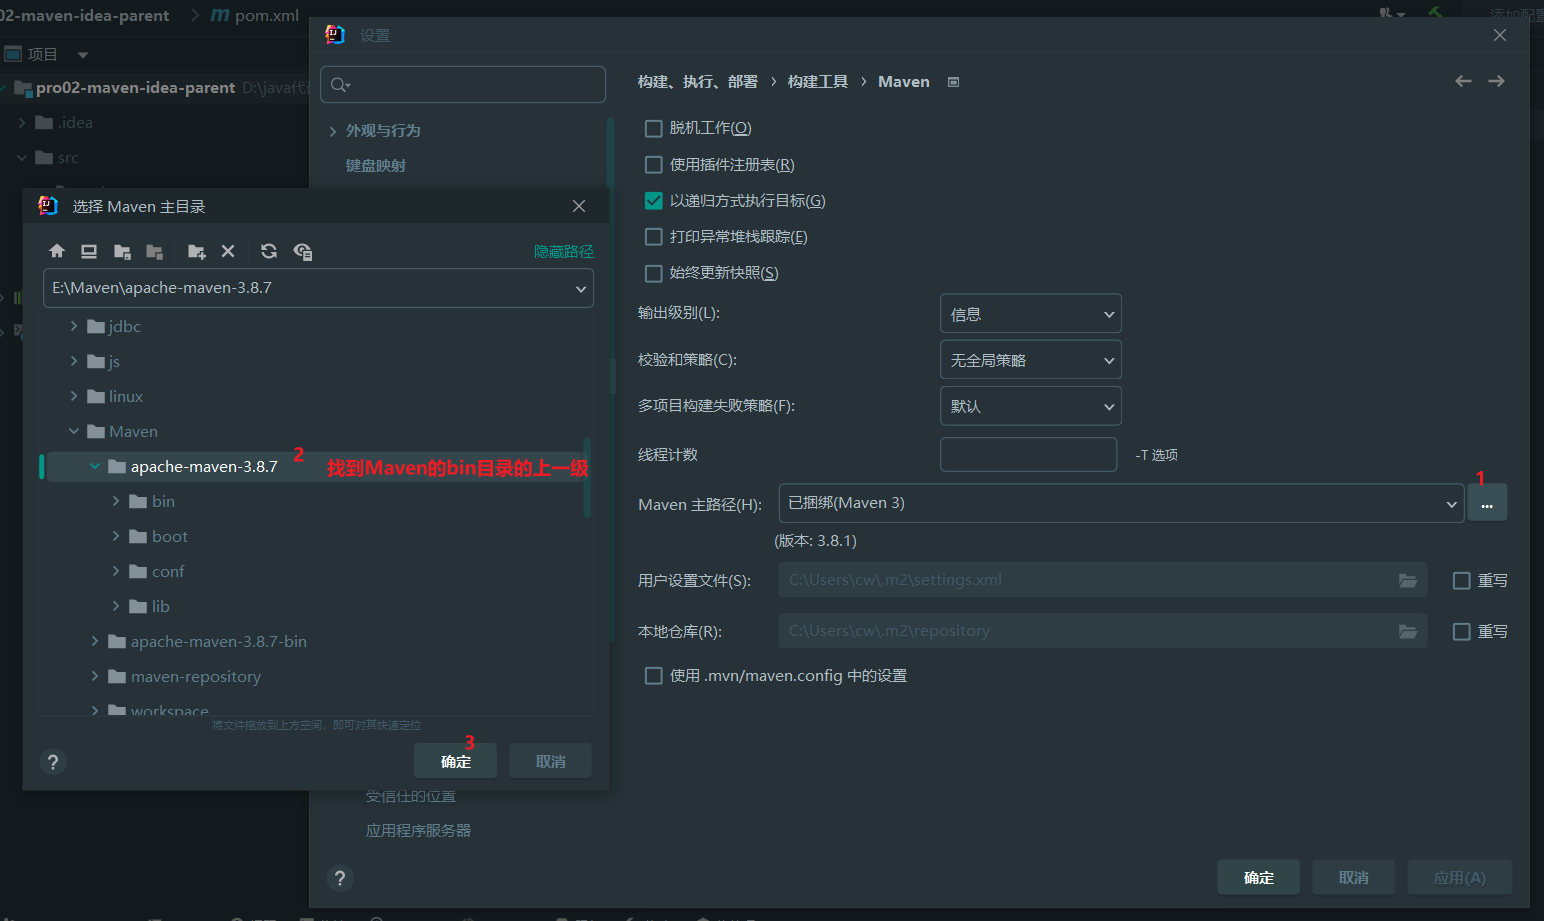 02-maven-idea-parent
pom.xml
项目
pro02-maven-idea-parent
.idea
src
设置
外观与行为
键盘映射
受信任的位置
应用程序服务器
选择 Maven 主目录
隐藏路径
E:\Maven\apache-maven-3.8.7
jdbc
js
linux
Maven
apache-maven-3.8.7
2
找到Maven的bin目录的上一级
bin
boot
conf
lib
apache-maven-3.8.7-bin
maven-repository
workspace
将文件拖放到上方空间，即可对其快速定位
3
?
确定
取消
构建、执行、部署 › 构建工具 › Maven
脱机工作(O)
使用插件注册表(R)
以递归方式执行目标(G)
打印异常堆栈跟踪(E)
始终更新快照(S)
输出级别(L): 信息
校验和策略(C): 无全局策略
多项目构建失败策略(F): 默认
线程计数 -T 选项
1
Maven 主路径(H): 已捆绑(Maven 3) ...
(版本: 3.8.1)
用户设置文件(S): C:\Users\cw\.m2\settings.xml 重写
本地仓库(R): C:\Users\cw\.m2\repository 重写
使用 .mvn/maven.config 中的设置
?
确定
取消
应用(A)